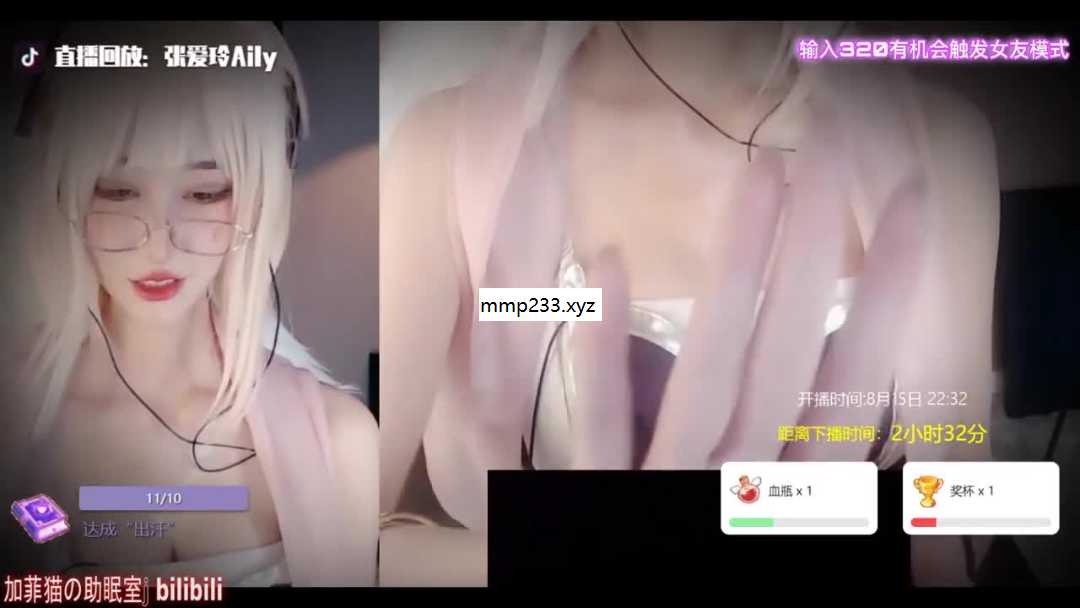 直播回放：张爱玲Aily
输入320有机会触发女友模式
mmp233.xyz
开播时间:8月15日 22:32
距离下播时间：2小时32分
血瓶 x 1
奖杯 x 1
11/10
达成“出汗”
加菲猫の助眠室j bilibili